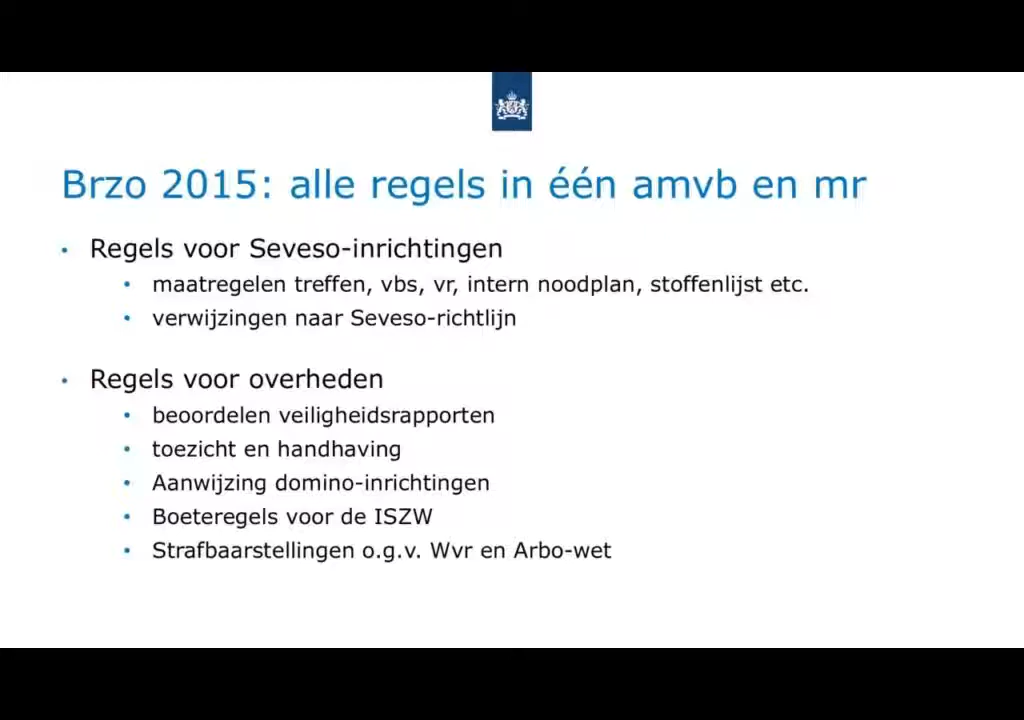 Brzo 2015: alle regels in één amvb en mr
• Regels voor Seveso-inrichtingen
• maatregelen treffen, vbs, vr, intern noodplan, stoffenlijst etc.
• verwijzingen naar Seveso-richtlijn
• Regels voor overheden
• beoordelen veiligheidsrapporten
• toezicht en handhaving
• Aanwijzing domino-inrichtingen
• Boeteregels voor de ISZW
• Strafbaarstellingen o.g.v. Wvr en Arbo-wet